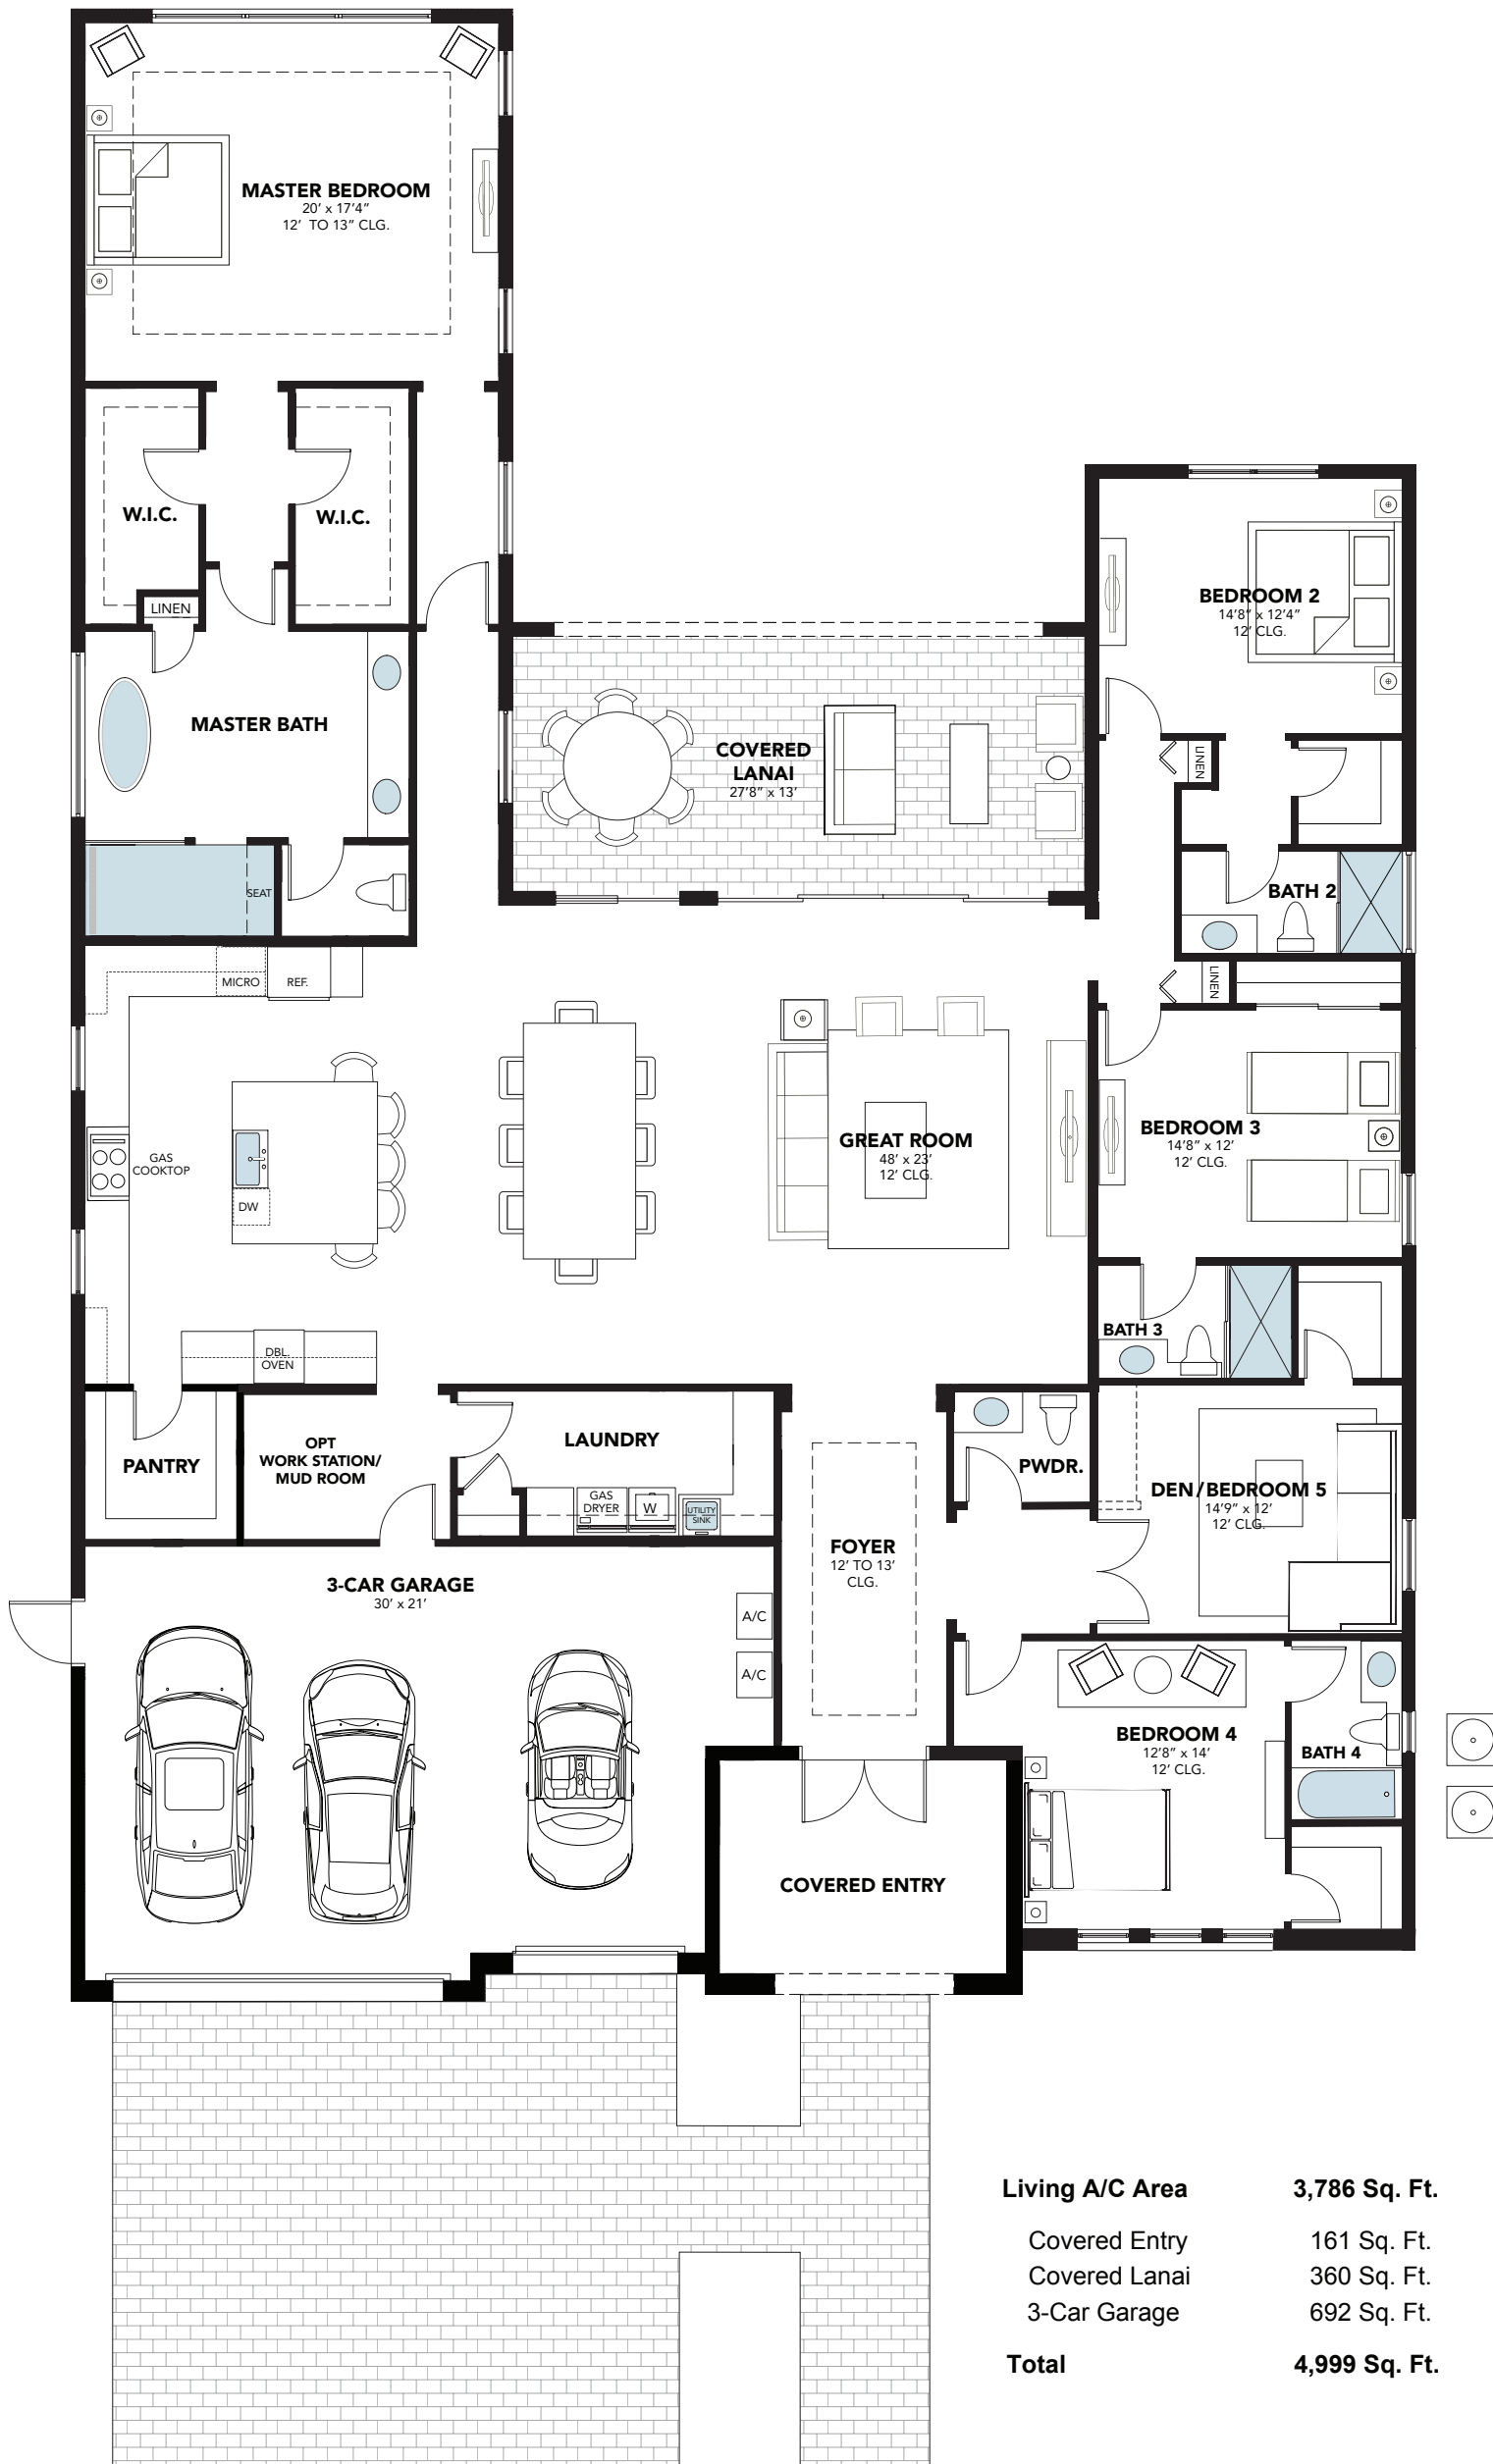 MASTER BEDROOM
20' x 17'4"
12' TO 13" CLG.
W.I.C.
W.I.C.
LINEN
MASTER BATH
SEAT
COVERED
LANAI
27'8" x 13'
BEDROOM 2
14'8" x 12'4"
12' CLG.
LINEN
BATH 2
LINEN
MICRO
REF.
GAS
COOKTOP
DW
DBL.
OVEN
GREAT ROOM
48' x 23'
12' CLG.
BEDROOM 3
14'8" x 12'
12' CLG.
BATH 3
PANTRY
OPT
WORK STATION/
MUD ROOM
LAUNDRY
GAS
DRYER
W
UTILITY
SINK
PWDR.
DEN/BEDROOM 5
14'9" x 12'
12' CLG.
FOYER
12' TO 13'
CLG.
3-CAR GARAGE
30' x 21'
A/C
A/C
BEDROOM 4
12'8" x 14'
12' CLG.
BATH 4
COVERED ENTRY
Living A/C Area 3,786 Sq. Ft.
Covered Entry 161 Sq. Ft.
Covered Lanai 360 Sq. Ft.
3-Car Garage 692 Sq. Ft.
Total 4,999 Sq. Ft.